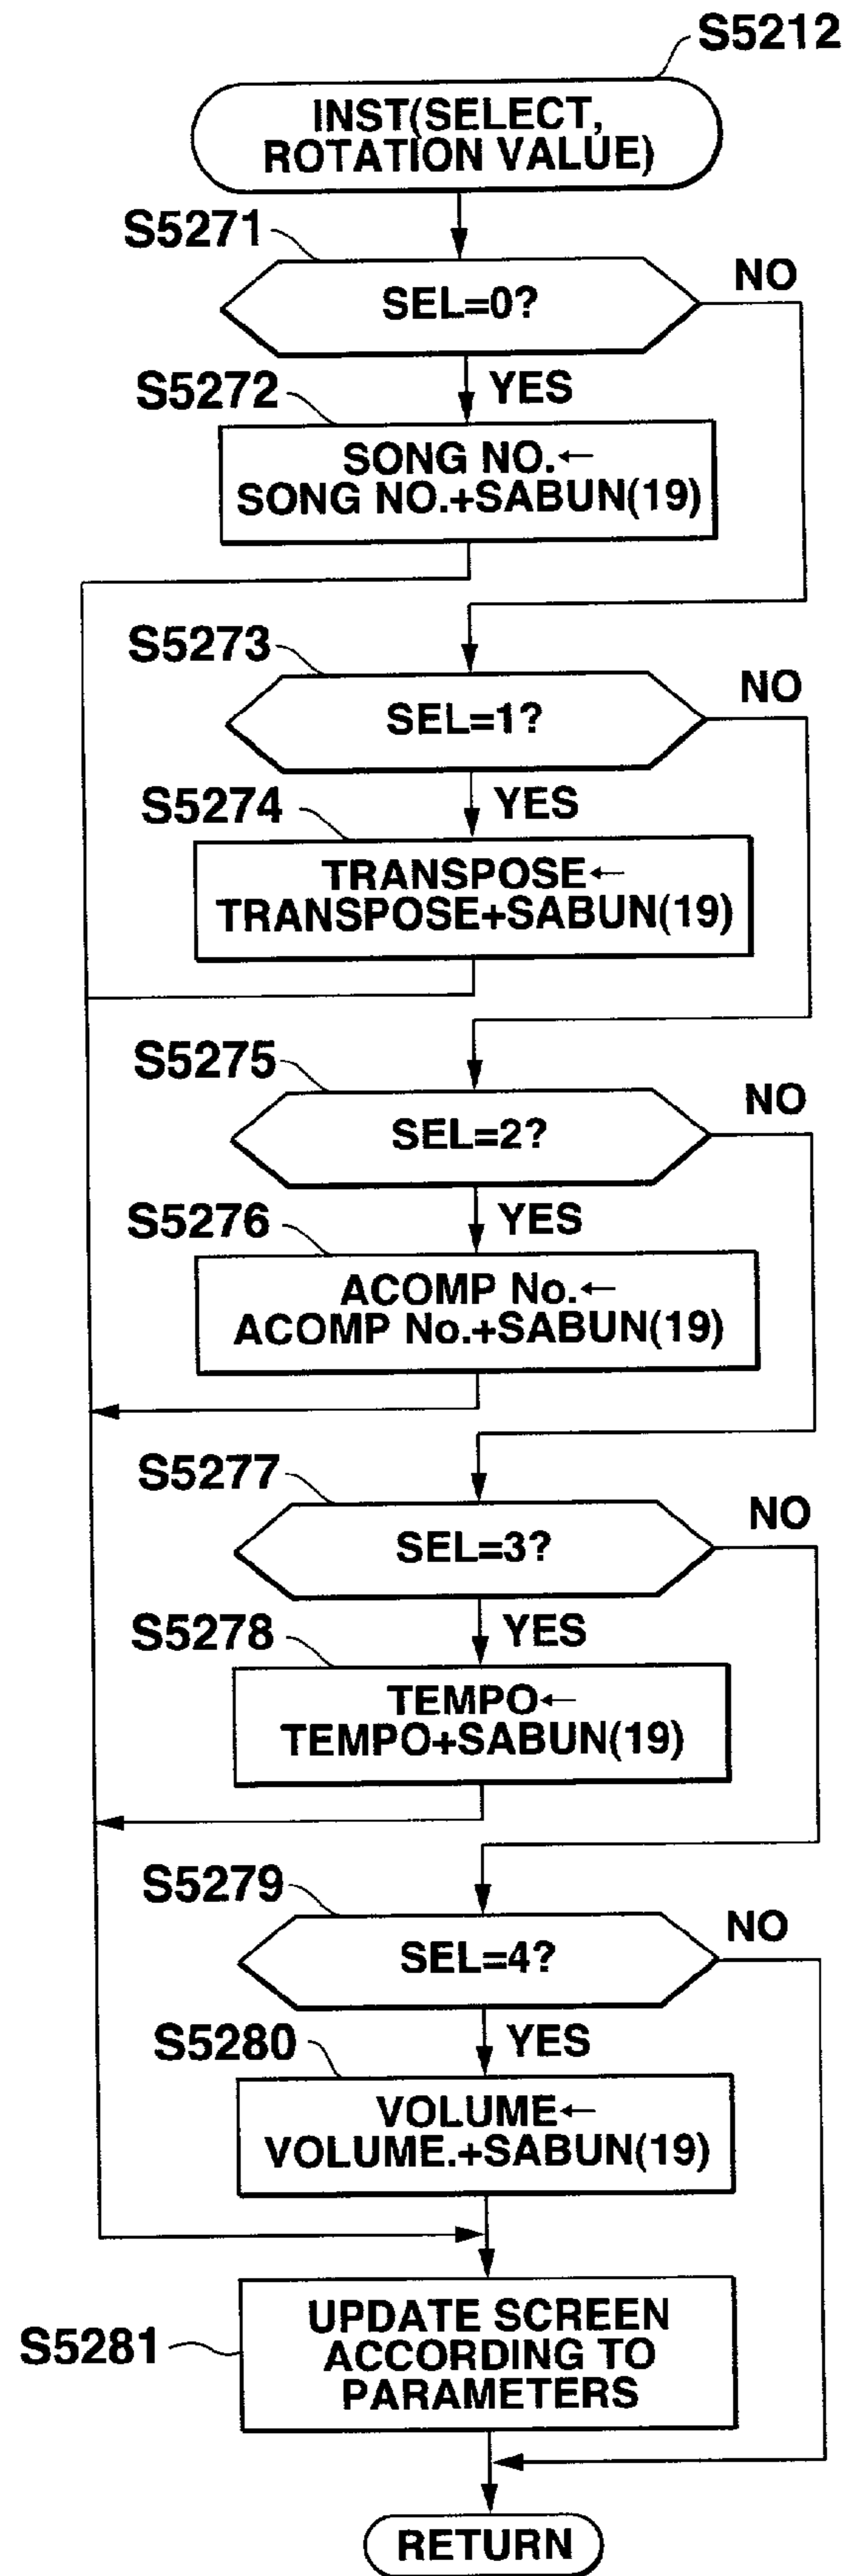 S5212
INST(SELECT,
ROTATION VALUE)
S5271
SEL=0?
NO
YES
S5272
SONG NO.←
SONG NO.+SABUN(19)
S5273
SEL=1?
NO
YES
S5274
TRANSPOSE←
TRANSPOSE+SABUN(19)
S5275
SEL=2?
NO
YES
S5276
ACOMP No.←
ACOMP No.+SABUN(19)
S5277
SEL=3?
NO
YES
S5278
TEMPO←
TEMPO+SABUN(19)
S5279
SEL=4?
NO
YES
S5280
VOLUME←
VOLUME.+SABUN(19)
S5281
UPDATE SCREEN
ACCORDING TO
PARAMETERS
RETURN